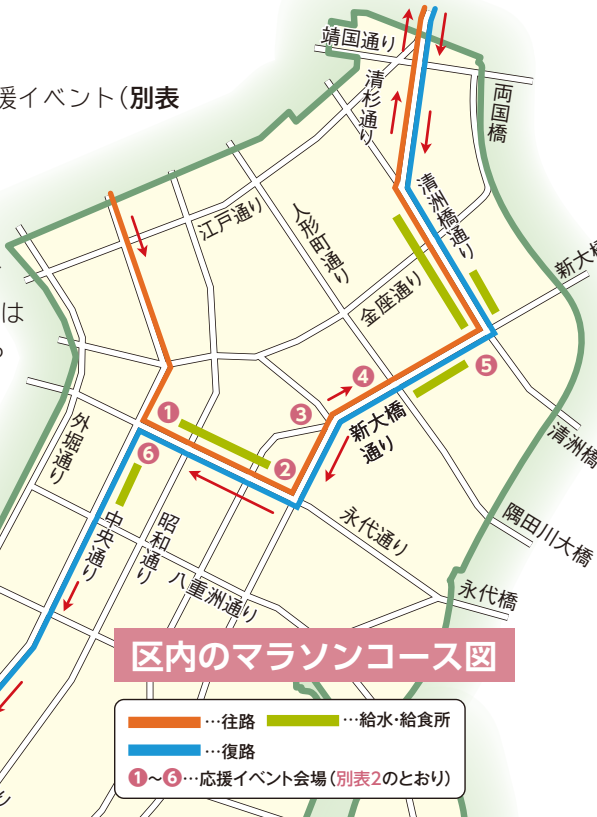 援イベント(別表
は
靖国通り
清杉通り
両国橋
清洲橋通り
江戸通り
人形町通り
金座通り
新大橋
④
⑤
③
①
②
新大橋
通り
外堀通り
⑥
清洲橋
中央通り
昭和通り
永代通り
隅田川大橋
八重洲通り
永代橋
区内のマラソンコース図
…往路
…給水・給食所
…復路
①~⑥…応援イベント会場(別表2のとおり)